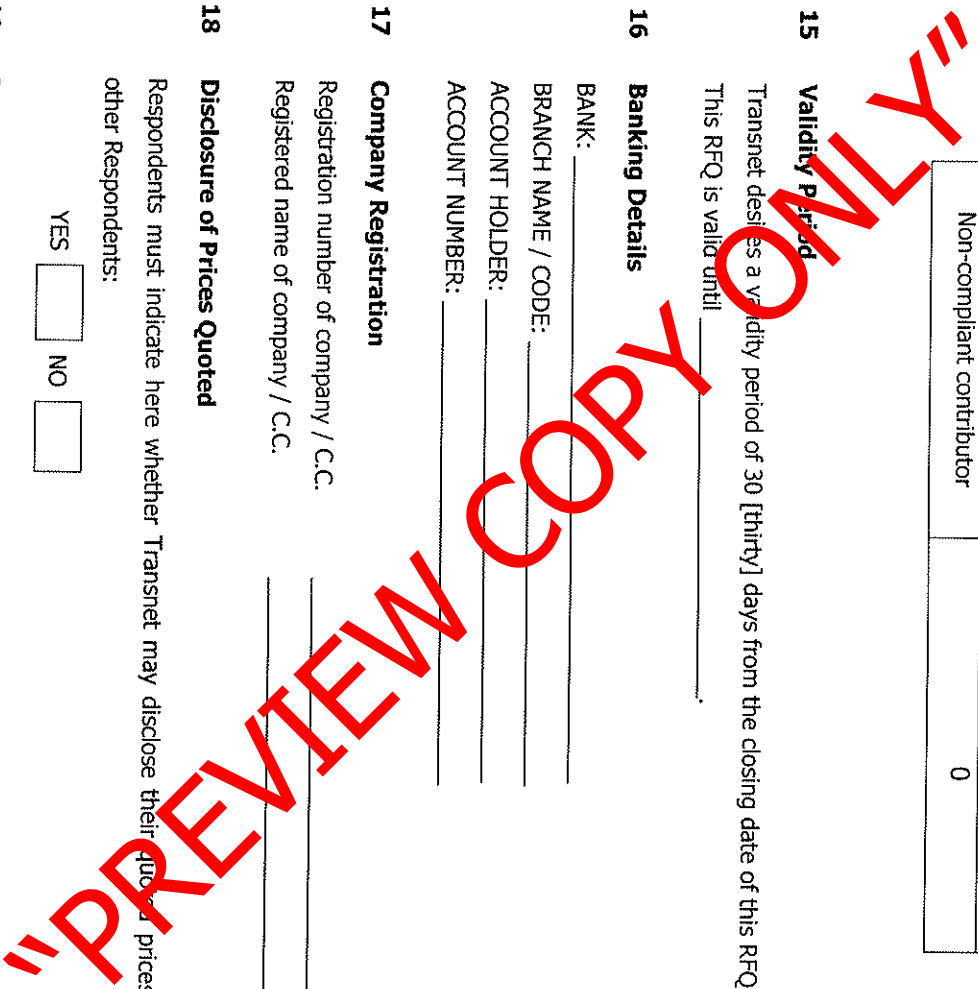 Non-compliant contributor 0
15 Validity Period
Transnet desires a validity period of 30 [thirty] days from the closing date of this RFQ
This RFQ is valid until .
16 Banking Details
BANK:
BRANCH NAME / CODE:
ACCOUNT HOLDER:
ACCOUNT NUMBER:
17 Company Registration
Registration number of company / C.C.
Registered name of company / C.C.
18 Disclosure of Prices Quoted
Respondents must indicate here whether Transnet may disclose their quoted prices
other Respondents:
YES NO
"PREVIEW COPY ONLY"